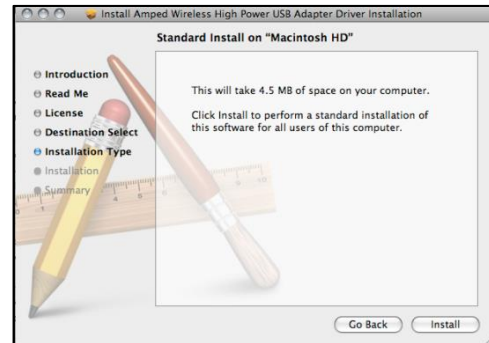 Install Amped Wireless High Power USB Adapter Driver Installation
Standard Install on "Macintosh HD"
Introduction
Read Me
License
Destination Select
Installation Type
Installation
Summary
This will take 4.5 MB of space on your computer.
Click Install to perform a standard installation of
this software for all users of this computer.
Go Back
Install